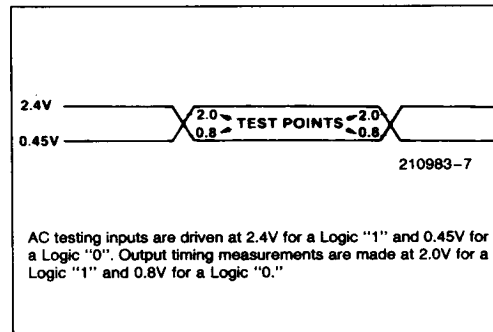 2.4V
2.0 TEST POINTS 2.0
0.8 0.8
0.45V
210983-7
AC testing inputs are driven at 2.4V for a Logic "1" and 0.45V for
a Logic "0". Output timing measurements are made at 2.0V for a
Logic "1" and 0.8V for a Logic "0."